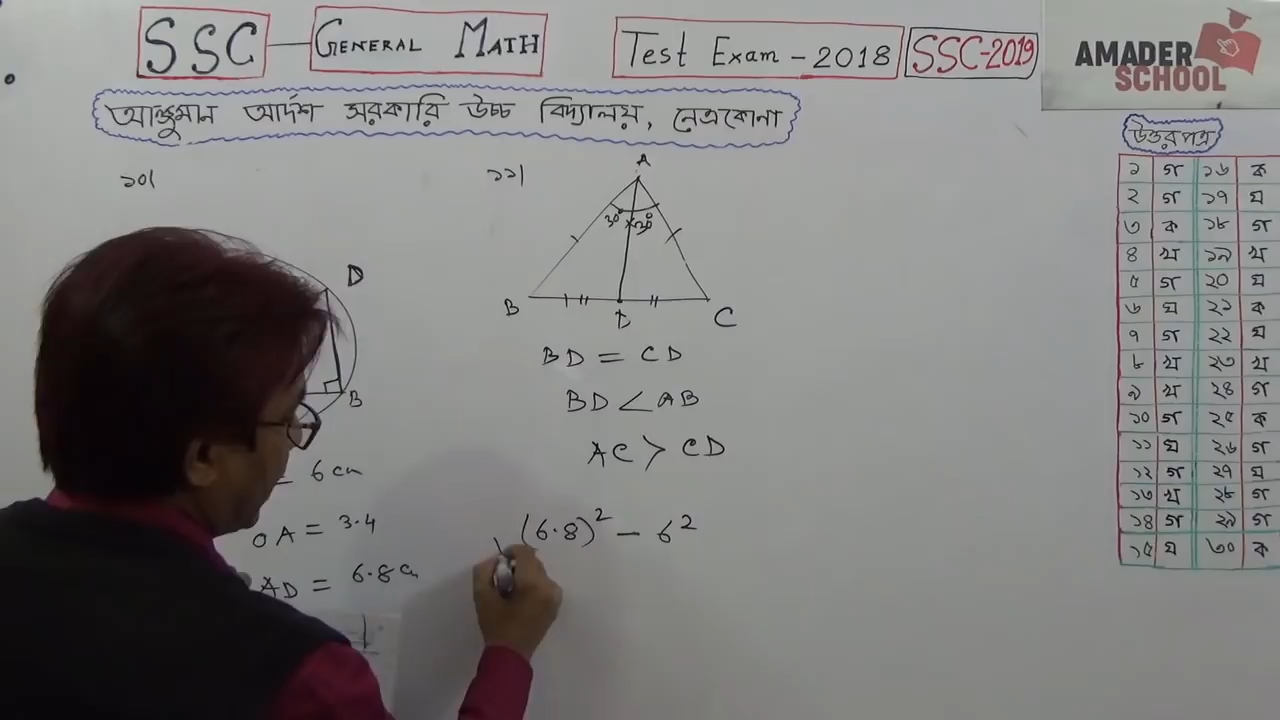 SSC — GENERAL MATH
Test Exam - 2018
SSC-2019
AMADER
SCHOOL
আঞ্জুমান আদর্শ সরকারি উচ্চ বিদ্যালয়, নেত্রকোনা
উত্তরপত্র
১ গ ১৬ ক
২ গ ১৭ ঘ
৩ ক ১৮ গ
৪ খ ১৯ খ
৫ গ ২০ ঘ
৬ ঘ ২১ ক
৭ গ ২২ ঘ
৮ খ ২৩ খ
৯ খ ২৪ গ
১০ গ ২৫ ক
১১ ঘ ২৬ গ
১২ গ ২৭ ঘ
১৩ খ ২৮ গ
১৪ গ ২৯ গ
১৫ ঘ ৩০ ক
১০।
D
B
= 6 cm
OA = 3.4
AD = 6.8 cm
১১।
A
30° 30°
B D C
BD = CD
BD < AB
AC > CD
(6.8)² - 6²